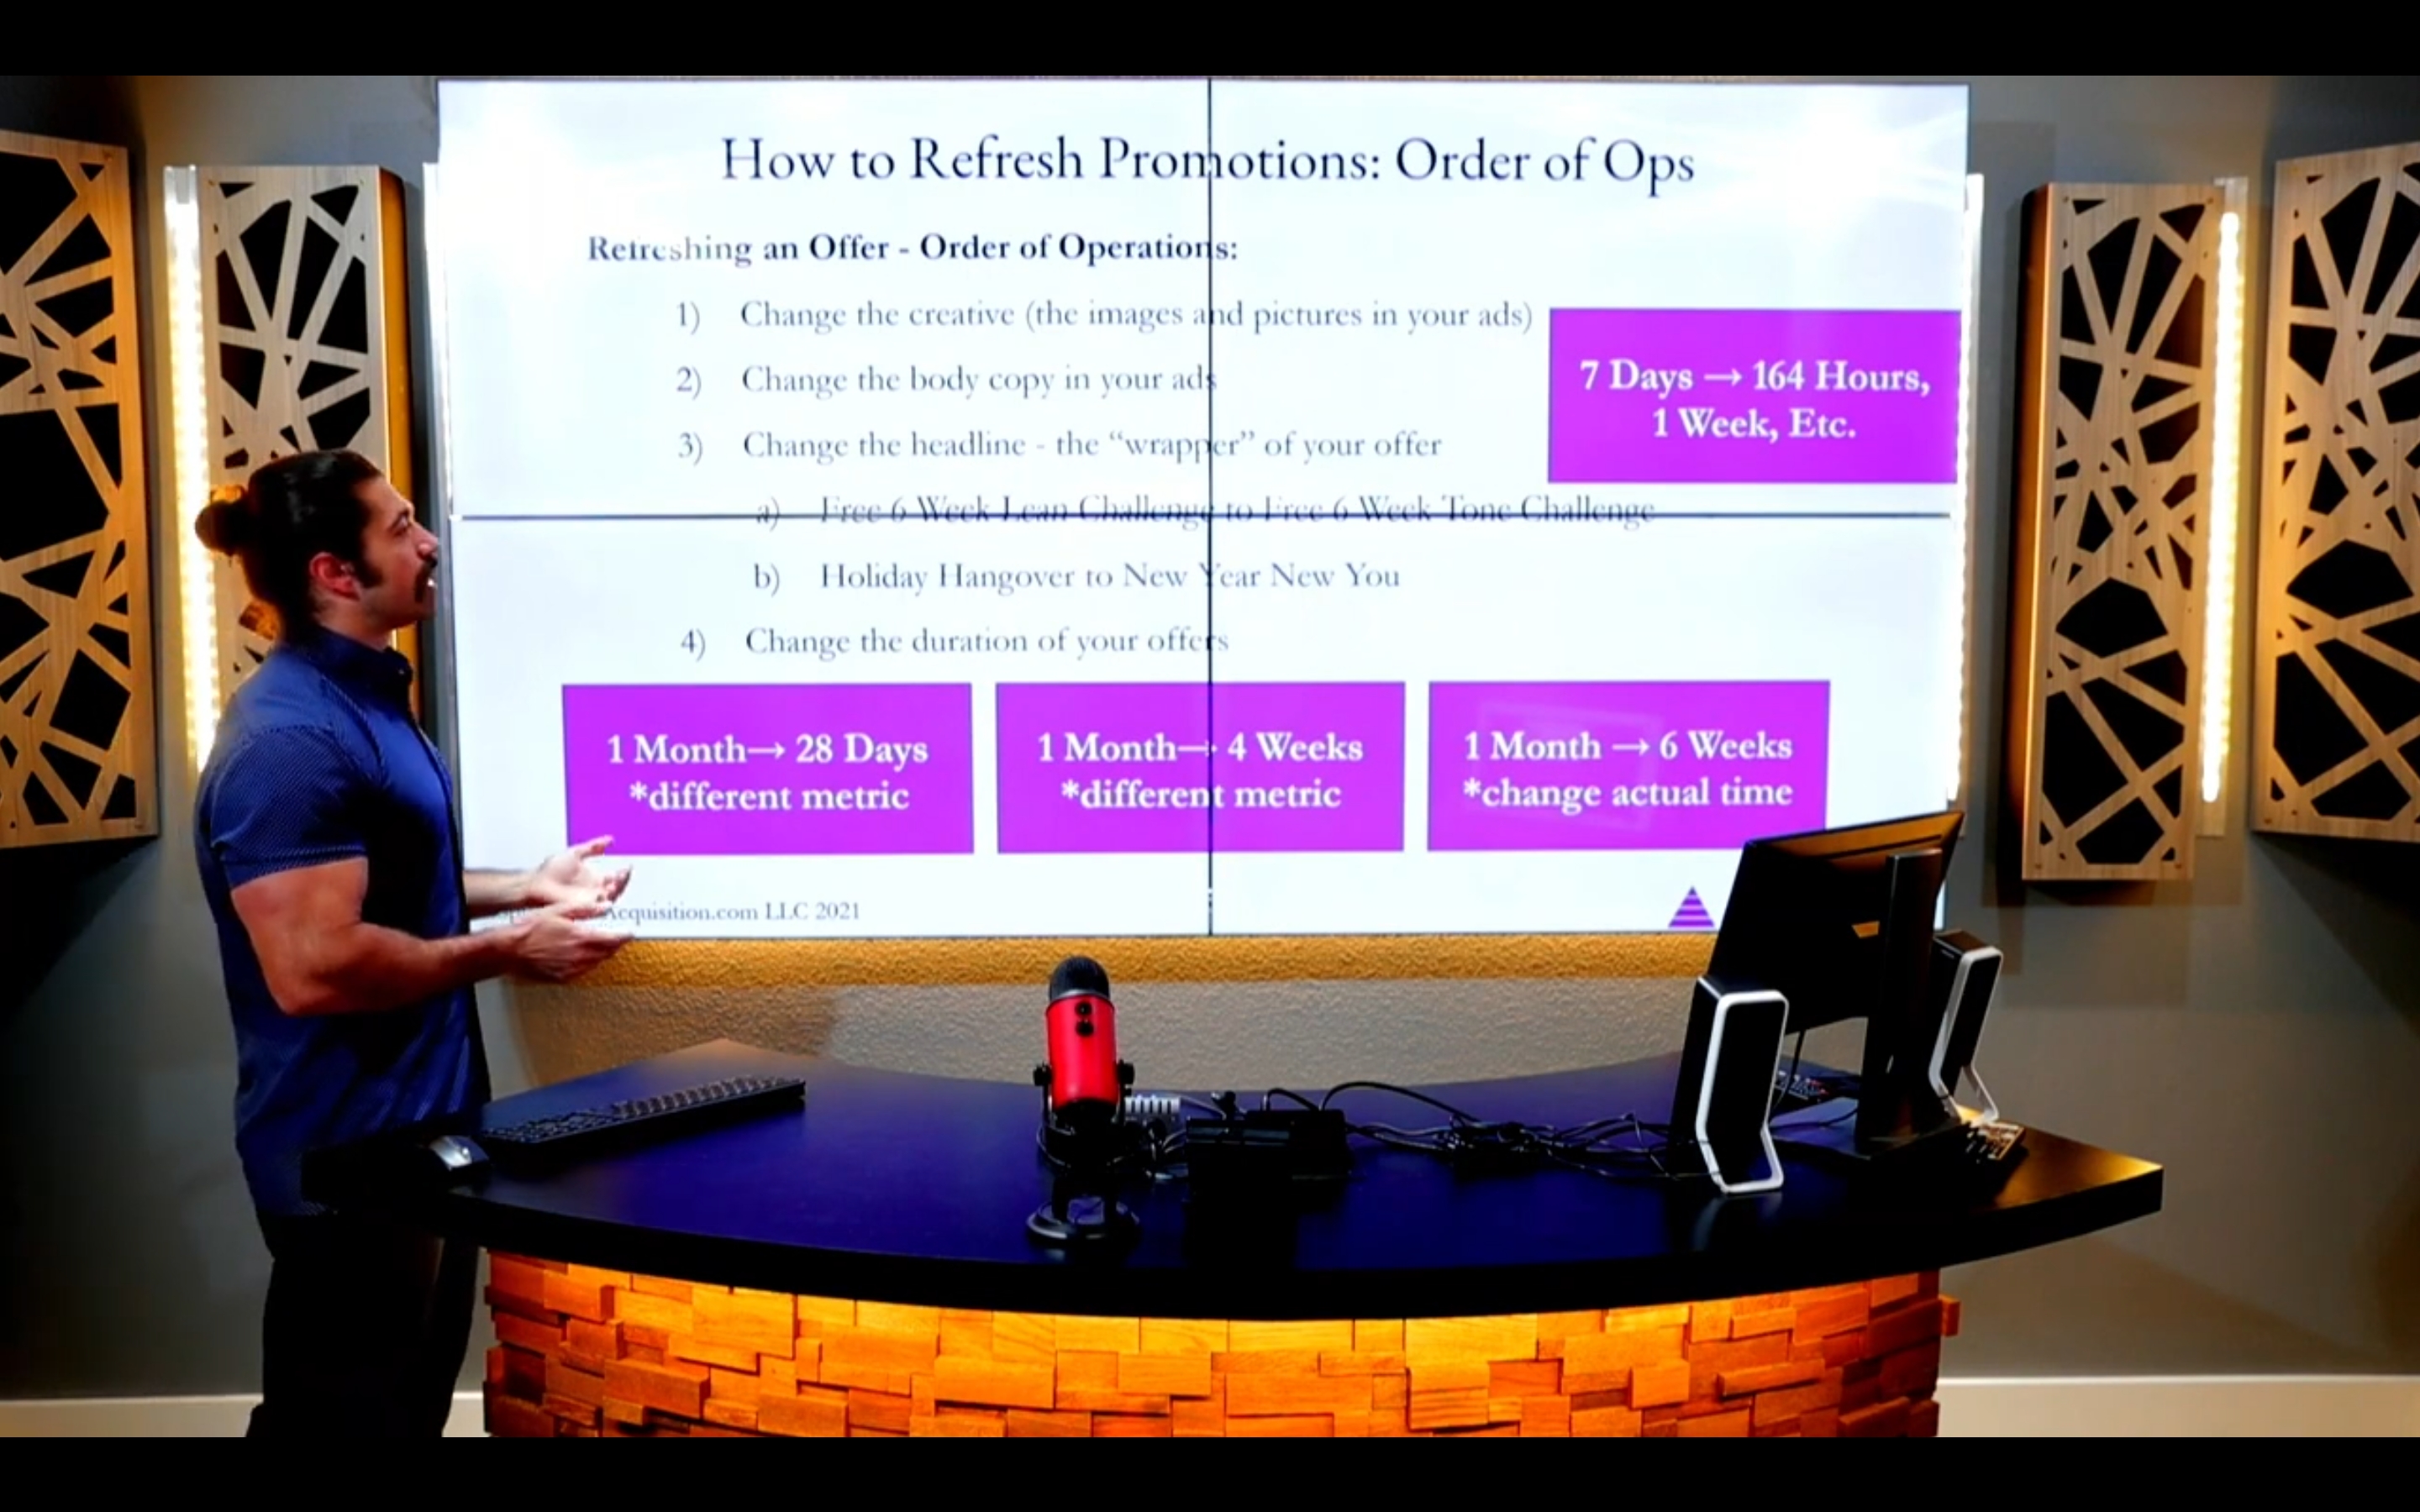 How to Refresh Promotions: Order of Ops
Refreshing an Offer - Order of Operations:
1) Change the creative (the images and pictures in your ads)
2) Change the body copy in your ads
3) Change the headline - the “wrapper” of your offer
7 Days → 164 Hours,
1 Week, Etc.
a) Free 6 Week Lean Challenge to Free 6 Week Tone Challenge
b) Holiday Hangover to New Year New You
4) Change the duration of your offers
1 Month→ 28 Days
*different metric
1 Month→ 4 Weeks
*different metric
1 Month → 6 Weeks
*change actual time
Acquisition.com LLC 2021